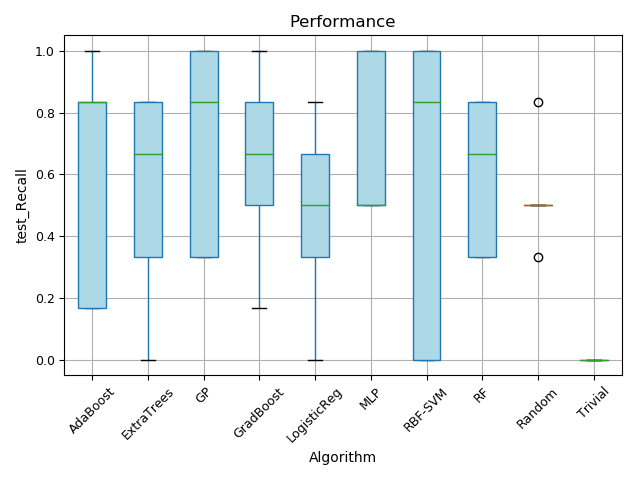 Performance
test_Recall
1.0
0.8
0.6
0.4
0.2
0.0
AdaBoost
ExtraTrees
GP
GradBoost
LogisticReg
MLP
RBF-SVM
RF
Random
Trivial
Algorithm